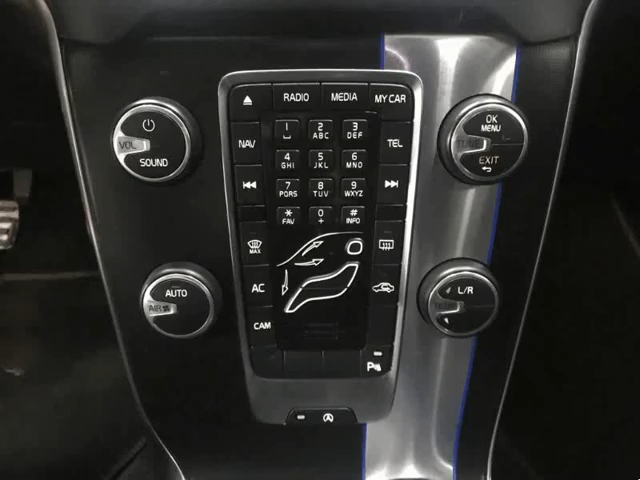 RADIO MEDIA MY CAR
VOL SOUND
NAV
1 2 ABC 3 DEF
TEL
OK MENU
EXIT
4 GHI 5 JKL 6 MNO
7 PQRS 8 TUV 9 WXYZ
* FAV 0 + # INFO
MAX
AUTO
AIR
AC
L/R
CAM
P
A